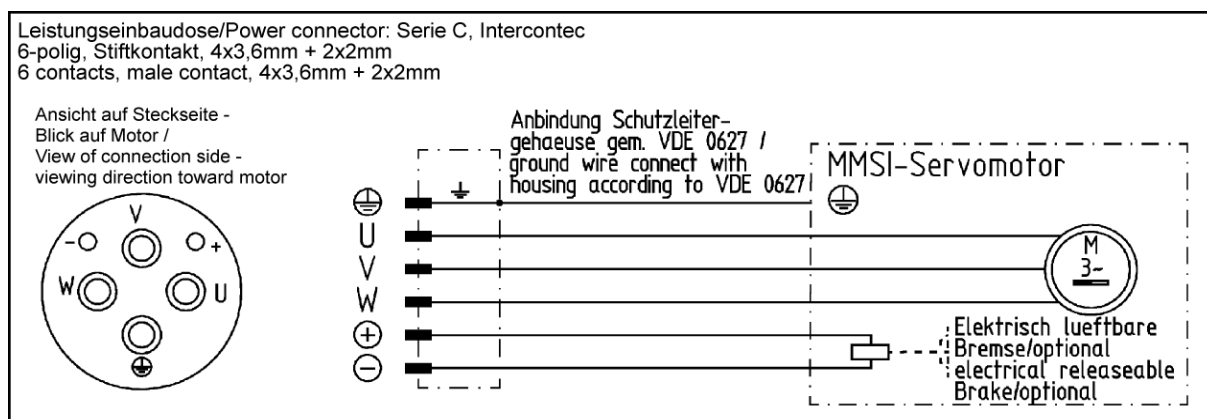 Leistungseinbaudose/Power connector: Serie C, Intercontec
6-polig, Stiftkontakt, 4x3,6mm + 2x2mm
6 contacts, male contact, 4x3,6mm + 2x2mm
Ansicht auf Steckseite -
Blick auf Motor /
View of connection side -
viewing direction toward motor
V
- +
W U
Anbindung Schutzleiter-
gehaeuse gem. VDE 0627 /
ground wire connect with
housing according to VDE 0627
U
V
W
+
-
MMSI-Servomotor
M
3~
Elektrisch lueftbare
Bremse/optional
electrical releaseable
Brake/optional